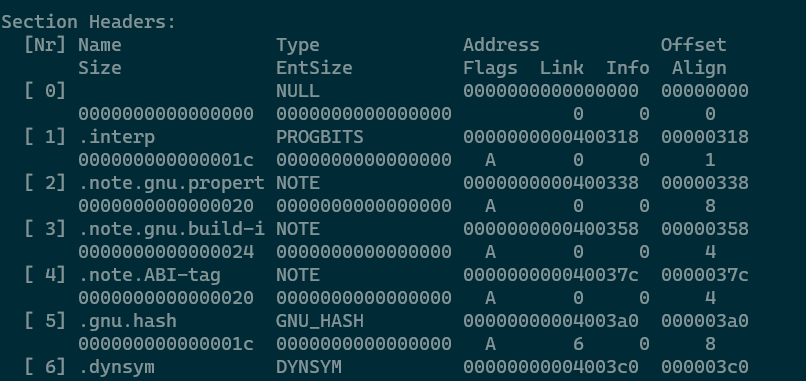 Section Headers:
  [Nr] Name              Type             Address           Offset
       Size              EntSize          Flags  Link  Info  Align
  [ 0]                   NULL             0000000000000000  00000000
       0000000000000000  0000000000000000           0     0     0
  [ 1] .interp           PROGBITS         0000000000400318  00000318
       000000000000001c  0000000000000000   A       0     0     1
  [ 2] .note.gnu.propert NOTE             0000000000400338  00000338
       0000000000000020  0000000000000000   A       0     0     8
  [ 3] .note.gnu.build-i NOTE             0000000000400358  00000358
       0000000000000024  0000000000000000   A       0     0     4
  [ 4] .note.ABI-tag     NOTE             000000000040037c  0000037c
       0000000000000020  0000000000000000   A       0     0     4
  [ 5] .gnu.hash         GNU_HASH         00000000004003a0  000003a0
       000000000000001c  0000000000000000   A       6     0     8
  [ 6] .dynsym           DYNSYM           00000000004003c0  000003c0